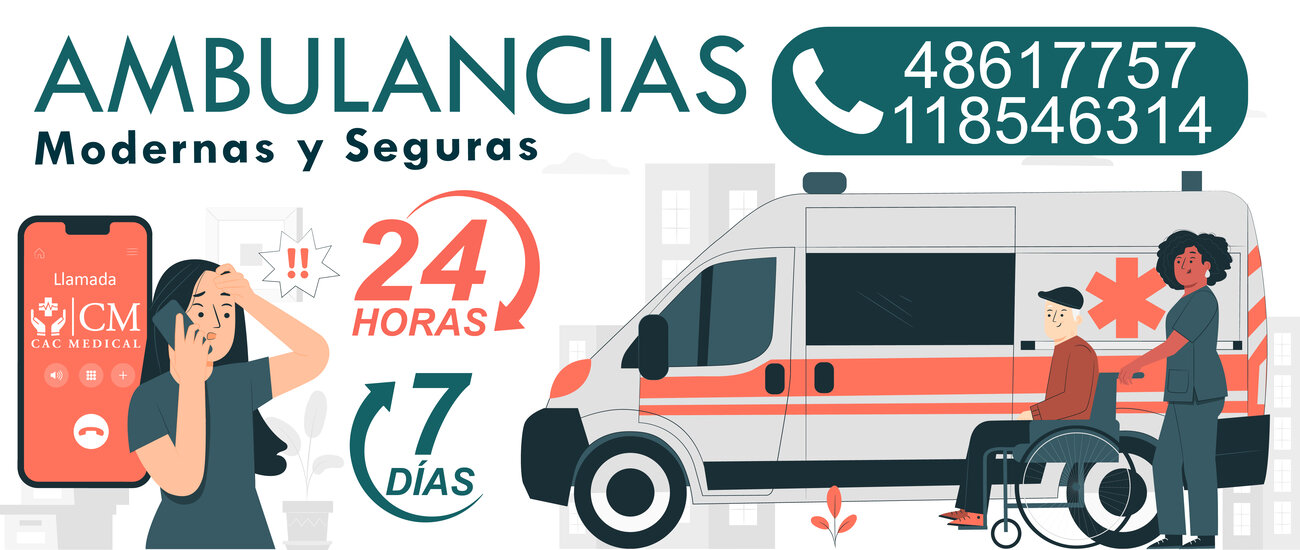 AMBULANCIAS
Modernas y Seguras
48617757
118546314
Llamada
CM
CAC MEDICAL
!!
24
HORAS
7
DÍAS